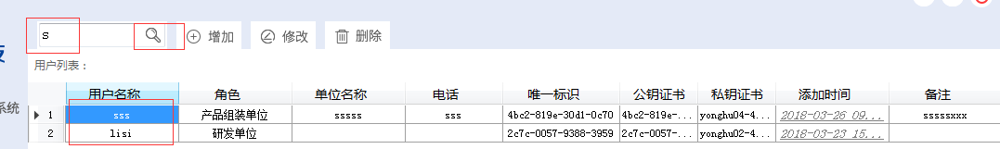 s 增加 修改 删除
用户列表：
系统
用户名称 角色 单位名称 电话 唯一标识 公钥证书 私钥证书 添加时间 备注
1 sss 产品组装单位 sssss sss 4bc2-819e-30d1-0c70 4bc2-819e-... yonghu04-4... 2018-03-26 09... sssssxxx
2 lisi 研发单位 2c7c-0057-9388-3959 2c7c-0057-... yonghu02-4... 2018-03-23 15...